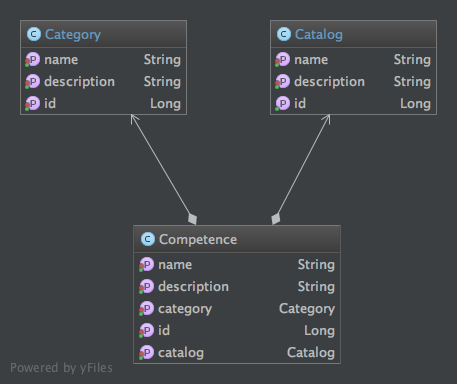 C Category
P name String
P description String
P id Long
C Catalog
P name String
P description String
P id Long
C Competence
P name String
P description String
P category Category
P id Long
P catalog Catalog
Powered by yFiles